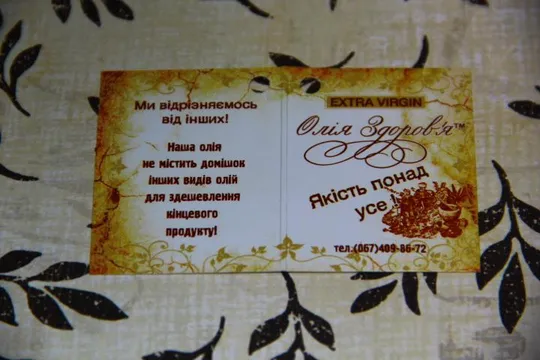 Ми відрізняємось
від інших!
Наша олія
не містить домішок
інших видів олій
для здешевлення
кінцевого
продукту!
EXTRA VIRGIN
Олія Здоров'я™
Якість понад
усе !
тел.(067)409-86-72